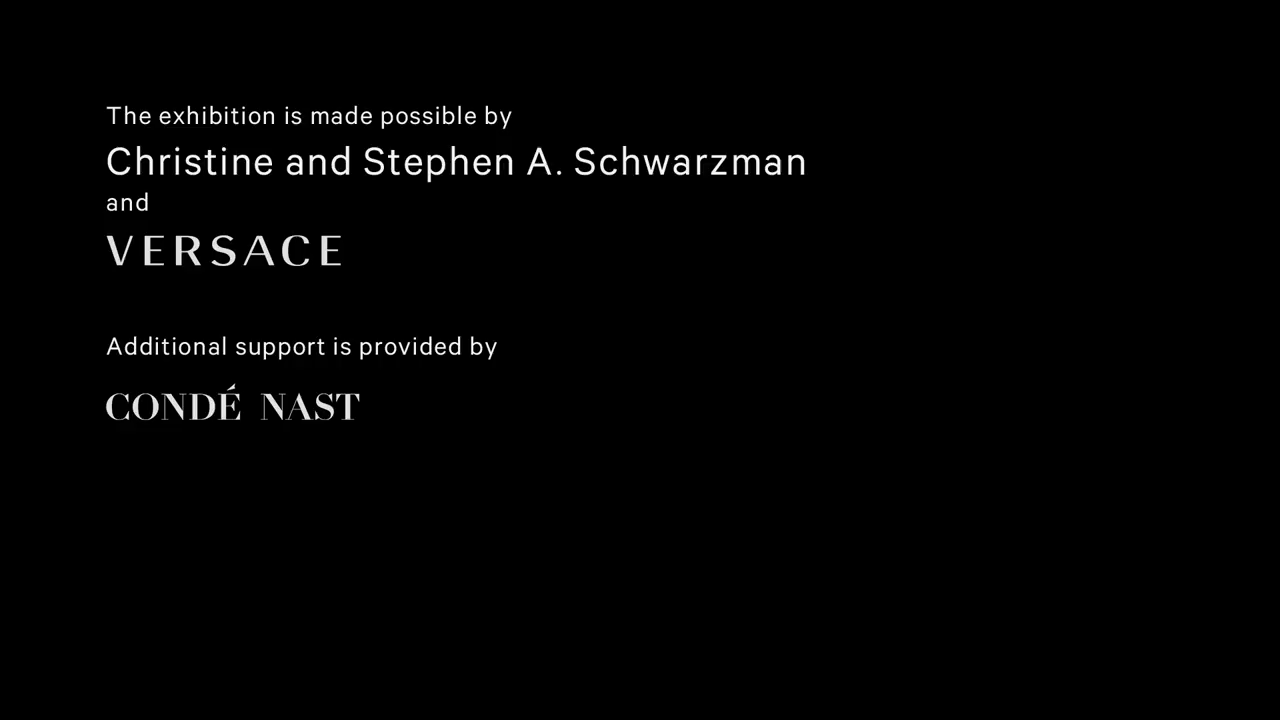 The exhibition is made possible by
Christine and Stephen A. Schwarzman
and
VERSACE
Additional support is provided by
CONDÉ NAST